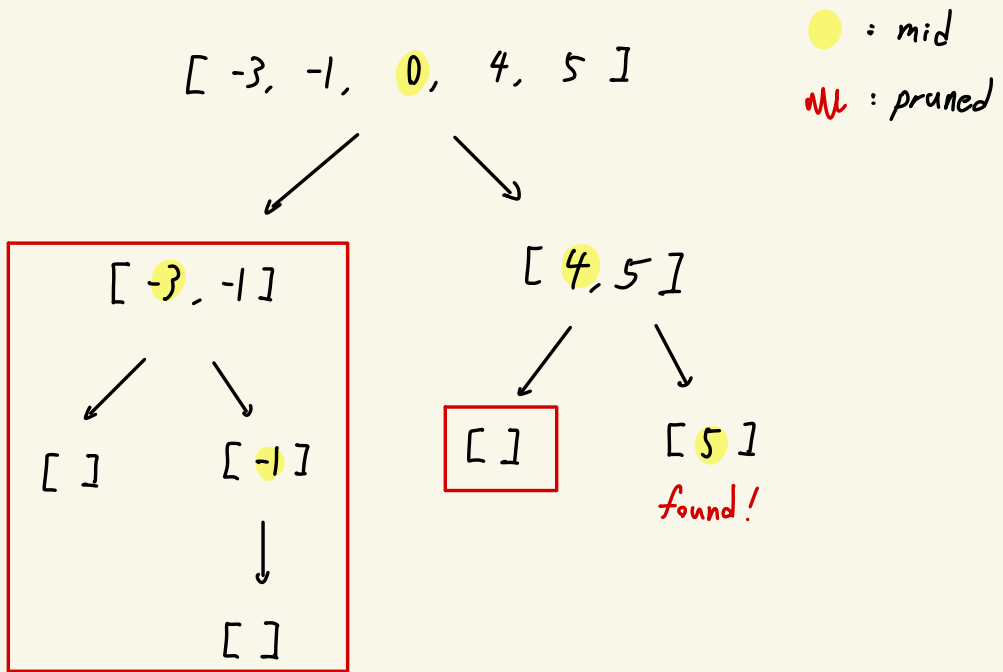 : mid
[ -3, -1, 0, 4, 5 ]
: pruned
[ -3, -1 ]
[ 4, 5 ]
[ ]
[ -1 ]
[ ]
[ 5 ]
found!
[ ]